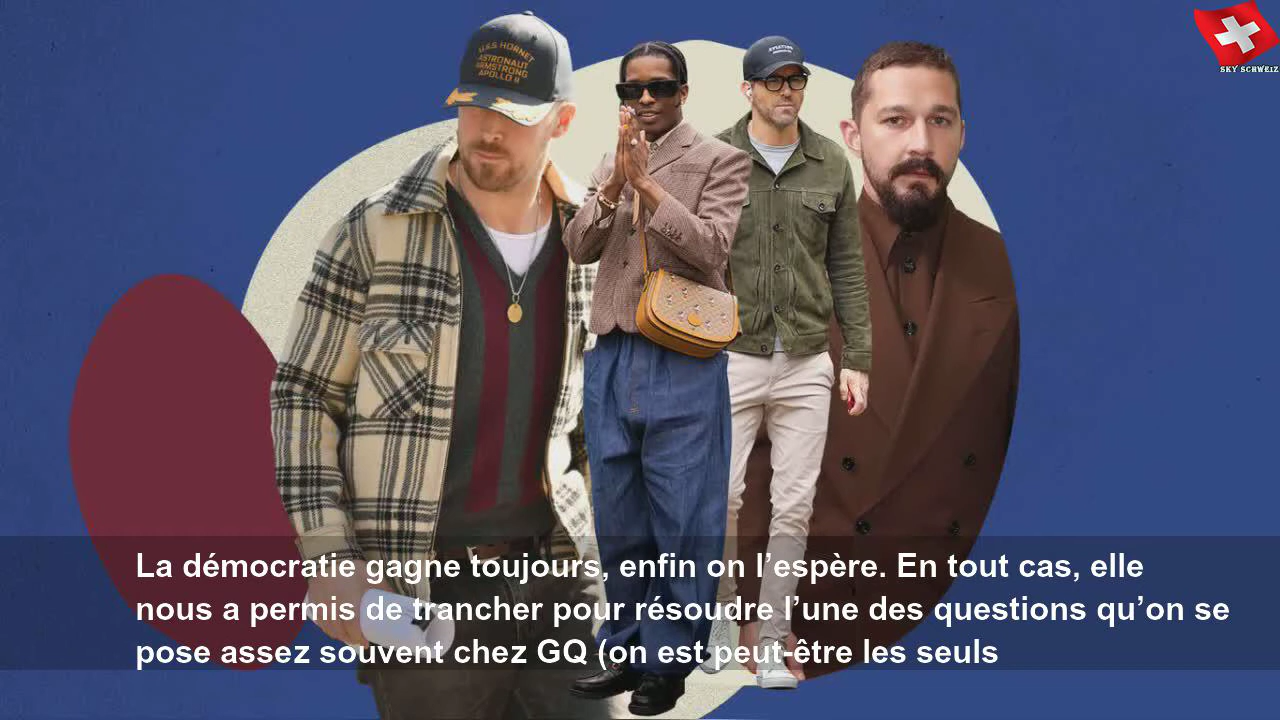 SKY SCHWEIZ
U.S.S. HORNET
ASTRONAUT
ARMSTRONG
APOLLO 11
AVIATION
La démocratie gagne toujours, enfin on l’espère. En tout cas, elle
nous a permis de trancher pour résoudre l’une des questions qu’on se
pose assez souvent chez GQ (on est peut-être les seuls